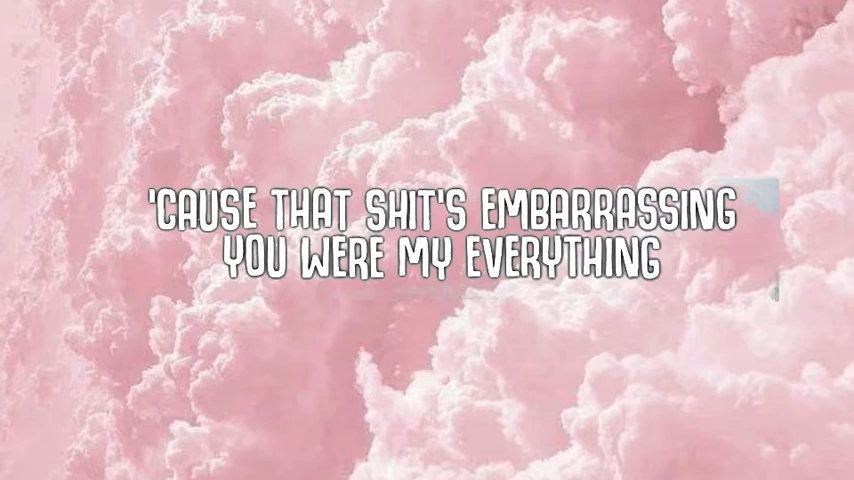 'CAUSE THAT SHIT'S EMBARRASSING
YOU WERE MY EVERYTHING